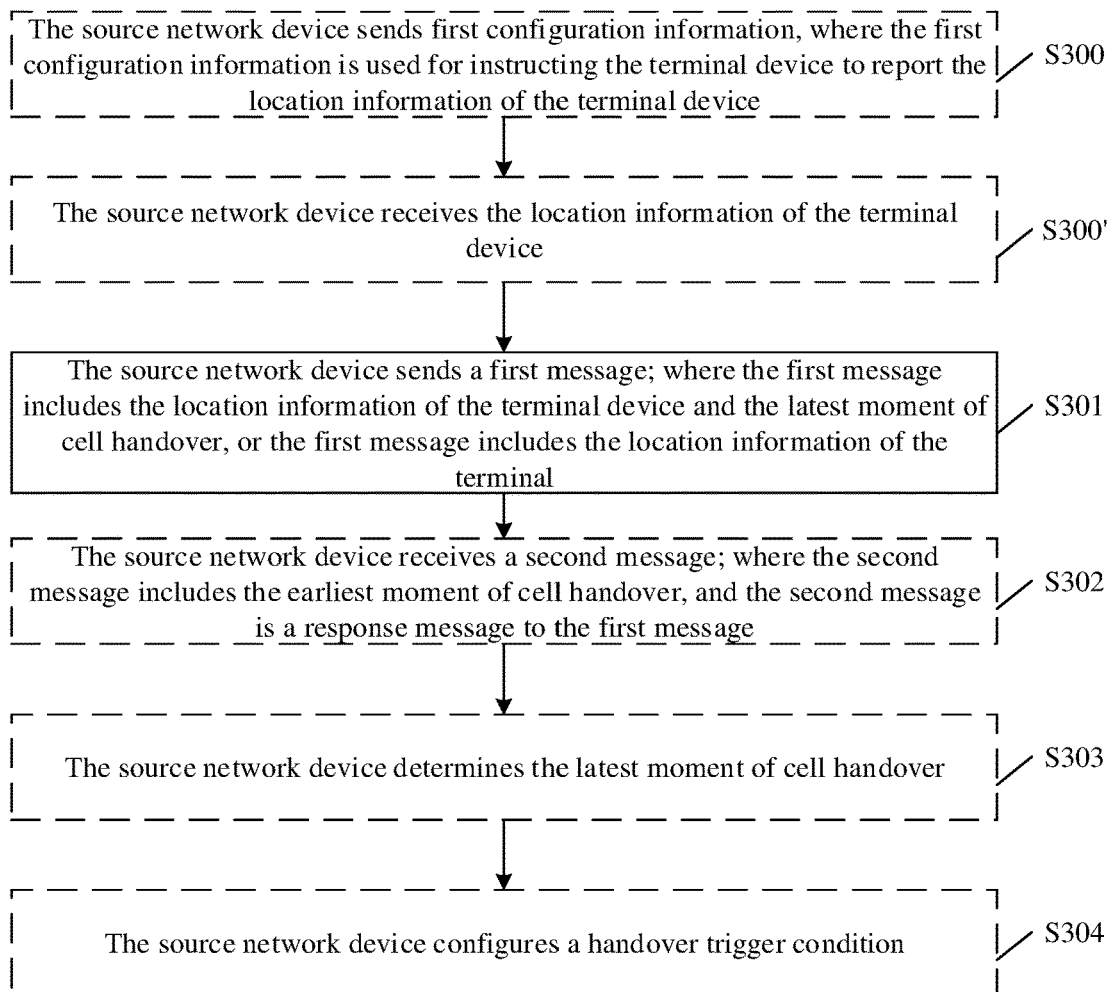 The source network device sends first configuration information, where the first
configuration information is used for instructing the terminal device to report the
location information of the terminal device
S300
The source network device receives the location information of the terminal
device
S300'
The source network device sends a first message; where the first message
includes the location information of the terminal device and the latest moment of
cell handover, or the first message includes the location information of the
terminal
S301
The source network device receives a second message; where the second
message includes the earliest moment of cell handover, and the second message
is a response message to the first message
S302
The source network device determines the latest moment of cell handover
S303
The source network device configures a handover trigger condition
S304